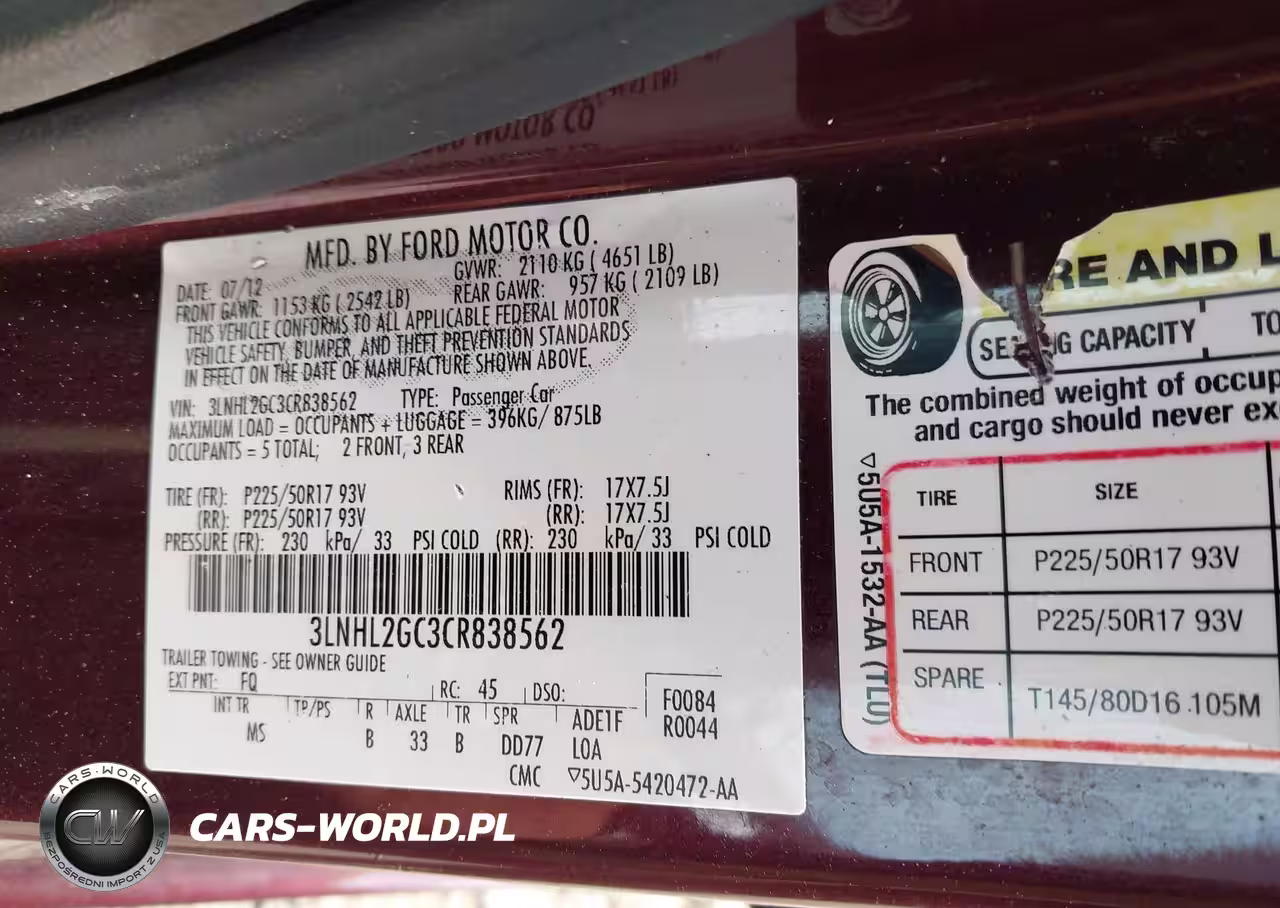 MFD. BY FORD MOTOR CO.
DATE: 07/12 GVWR: 2110 KG ( 4651 LB)
FRONT GAWR: 1153 KG ( 2542 LB) REAR GAWR: 957 KG ( 2109 LB)
THIS VEHICLE CONFORMS TO ALL APPLICABLE FEDERAL MOTOR
VEHICLE SAFETY, BUMPER, AND THEFT PREVENTION STANDARDS
IN EFFECT ON THE DATE OF MANUFACTURE SHOWN ABOVE.
VIN: 3LNHL2GC3CR838562 TYPE: Passenger Car
MAXIMUM LOAD = OCCUPANTS + LUGGAGE = 396KG/ 875LB
OCCUPANTS = 5 TOTAL; 2 FRONT, 3 REAR
TIRE (FR): P225/50R17 93V RIMS (FR): 17X7.5J
(RR): P225/50R17 93V (RR): 17X7.5J
PRESSURE (FR): 230 kPa/ 33 PSI COLD (RR): 230 kPa/ 33 PSI COLD
3LNHL2GC3CR838562
TRAILER TOWING - SEE OWNER GUIDE
EXT PNT: FQ RC: 45 DSO: F0084
INT TR TP/PS R AXLE TR SPR ADE1F R0044
MS B 33 B DD77 LOA
CMC ▽5U5A-5420472-AA
RE AND L
SE NG CAPACITY TO
The combined weight of occup
and cargo should never ex
▽5U5A-1532-AA (TLU)
TIRE SIZE
FRONT P225/50R17 93V
REAR P225/50R17 93V
SPARE T145/80D16 105M
CARS-WORLD
CW
BEZPOŚREDNI IMPORT Z USA
CARS-WORLD.PL